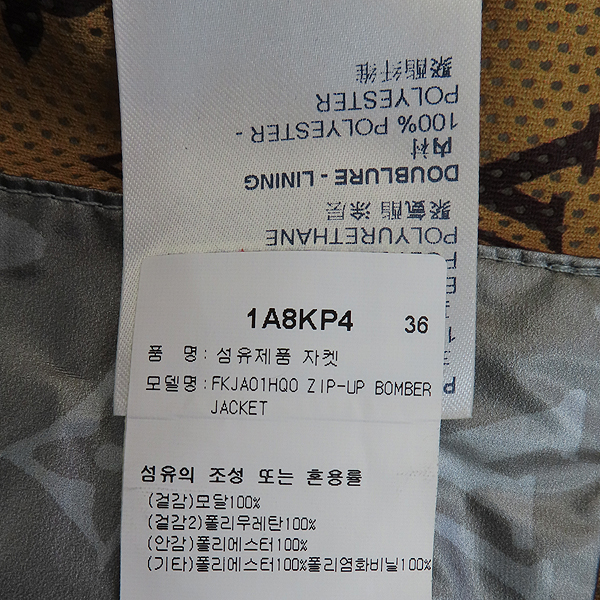 聚酯纤维
POLYESTER
100% POLYESTER -
内衬
DOUBLURE - LINING
聚氨酯 涂层
POLYURETHANE
1A8KP4 36
품 명: 섬유제품 자켓
모델명: FKJA01HQO ZIP-UP BOMBER
JACKET
섬유의 조성 또는 혼용률
(겉감)모달100%
(겉감2)폴리우레탄100%
(안감)폴리에스터100%
(기타)폴리에스터100%폴리염화비닐100%